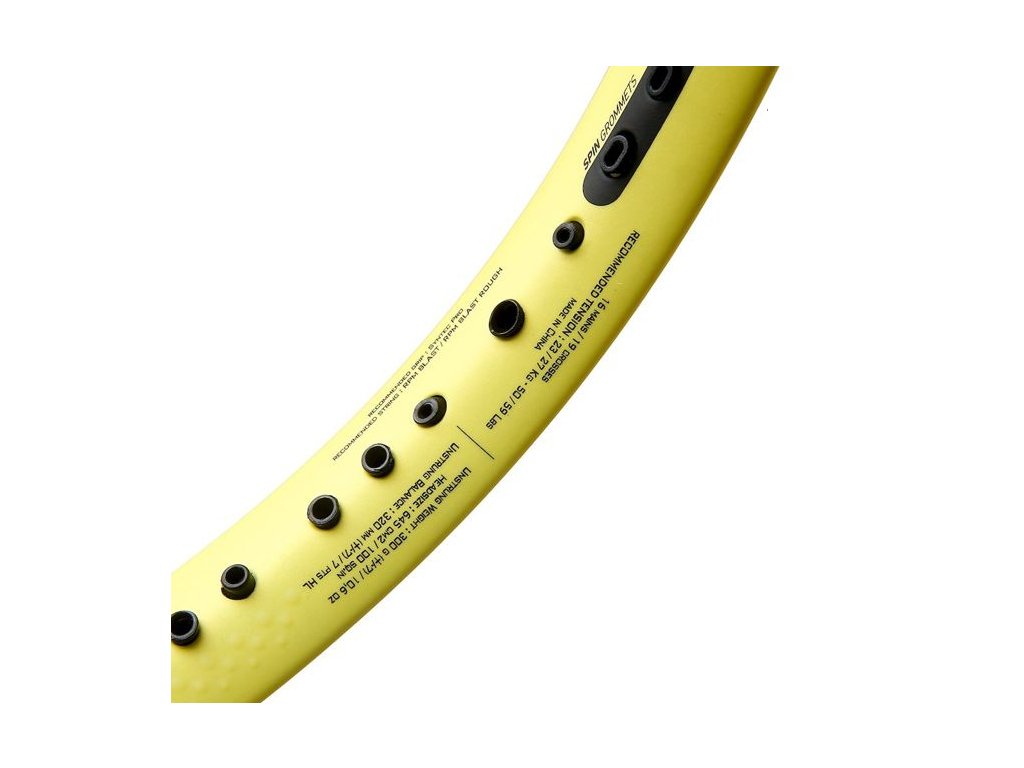 SPIN GROMMETS
RECOMMENDED GRIP : SYNTEC PRO
RECOMMENDED STRING : RPM BLAST / RPM BLAST ROUGH
16 MAINS / 19 CROSSES
RECOMMENDED TENSION : 23 / 27 KG - 50 / 59 LBS
MADE IN CHINA
UNSTRUNG WEIGHT : 300 G (+/-7) / 10,6 OZ
HEADSIZE : 645 CM2 / 100 SQ.IN
UNSTRUNG BALANCE : 320 MM (+/-7) / 7 PTS HL